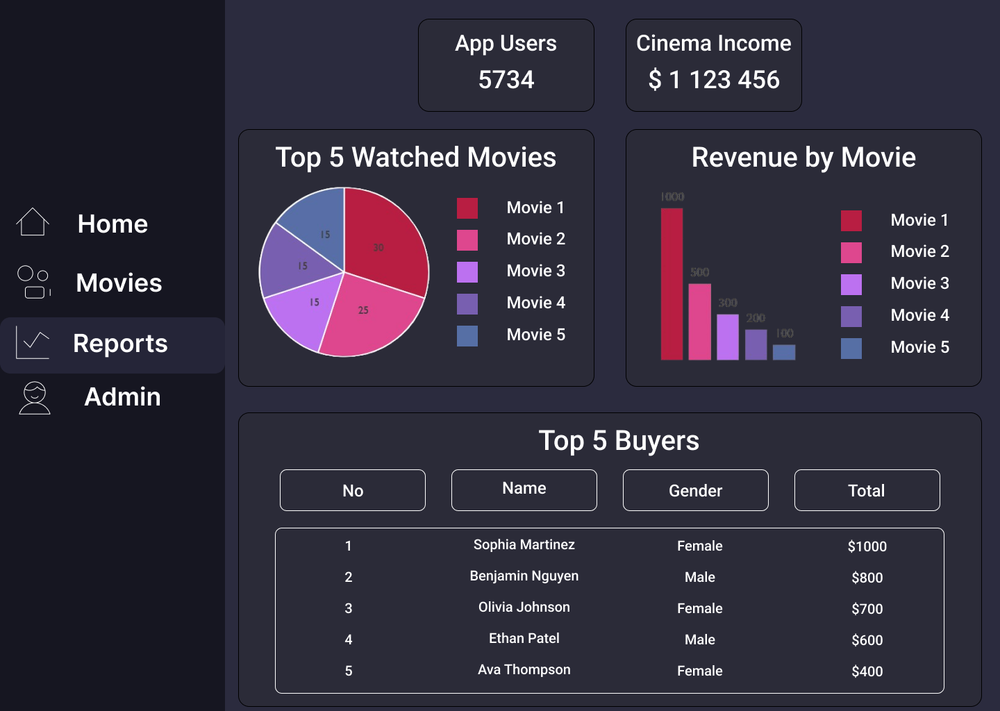 App Users
5734
Cinema Income
$ 1 123 456
Home
Movies
Reports
Admin
Top 5 Watched Movies
30
25
15
15
15
Movie 1
Movie 2
Movie 3
Movie 4
Movie 5
Revenue by Movie
1000
500
300
200
100
Movie 1
Movie 2
Movie 3
Movie 4
Movie 5
Top 5 Buyers
No Name Gender Total
1 Sophia Martinez Female $1000
2 Benjamin Nguyen Male $800
3 Olivia Johnson Female $700
4 Ethan Patel Male $600
5 Ava Thompson Female $400